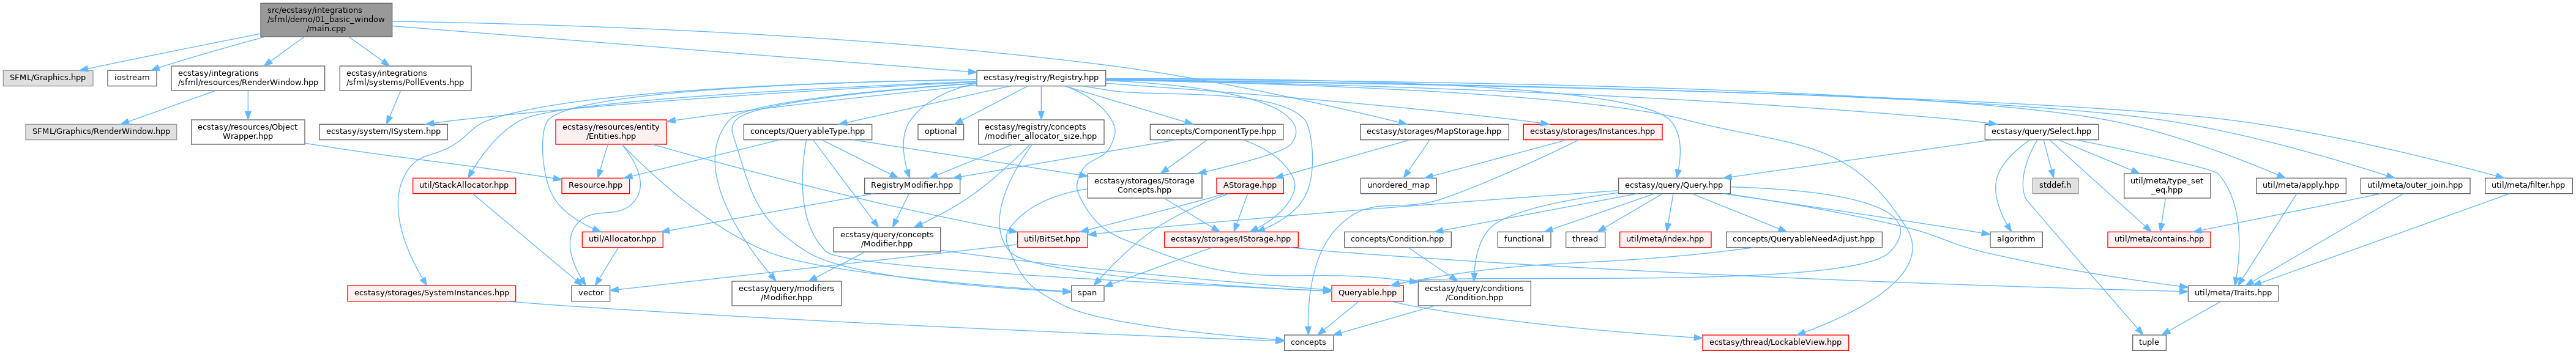 src/ecstasy/integrations
/sfml/demo/01_basic_window
/main.cpp
SFML/Graphics.hpp
iostream
ecstasy/integrations
/sfml/resources/RenderWindow.hpp
ecstasy/integrations
/sfml/systems/PollEvents.hpp
ecstasy/registry/Registry.hpp
SFML/Graphics/RenderWindow.hpp
ecstasy/resources/Object
Wrapper.hpp
ecstasy/system/ISystem.hpp
ecstasy/resources/entity
/Entities.hpp
concepts/QueryableType.hpp
optional
ecstasy/registry/concepts
/modifier_allocator_size.hpp
concepts/ComponentType.hpp
ecstasy/storages/MapStorage.hpp
ecstasy/storages/Instances.hpp
ecstasy/query/Select.hpp
util/StackAllocator.hpp
Resource.hpp
RegistryModifier.hpp
ecstasy/storages/Storage
Concepts.hpp
AStorage.hpp
unordered_map
ecstasy/query/Query.hpp
stddef.h
util/meta/type_set
_eq.hpp
util/meta/apply.hpp
util/meta/outer_join.hpp
util/meta/filter.hpp
util/Allocator.hpp
ecstasy/query/concepts
/Modifier.hpp
util/BitSet.hpp
ecstasy/storages/IStorage.hpp
concepts/Condition.hpp
functional
thread
util/meta/index.hpp
concepts/QueryableNeedAdjust.hpp
algorithm
util/meta/contains.hpp
ecstasy/storages/SystemInstances.hpp
vector
ecstasy/query/modifiers
/Modifier.hpp
span
Queryable.hpp
ecstasy/query/conditions
/Condition.hpp
util/meta/Traits.hpp
concepts
ecstasy/thread/LockableView.hpp
tuple